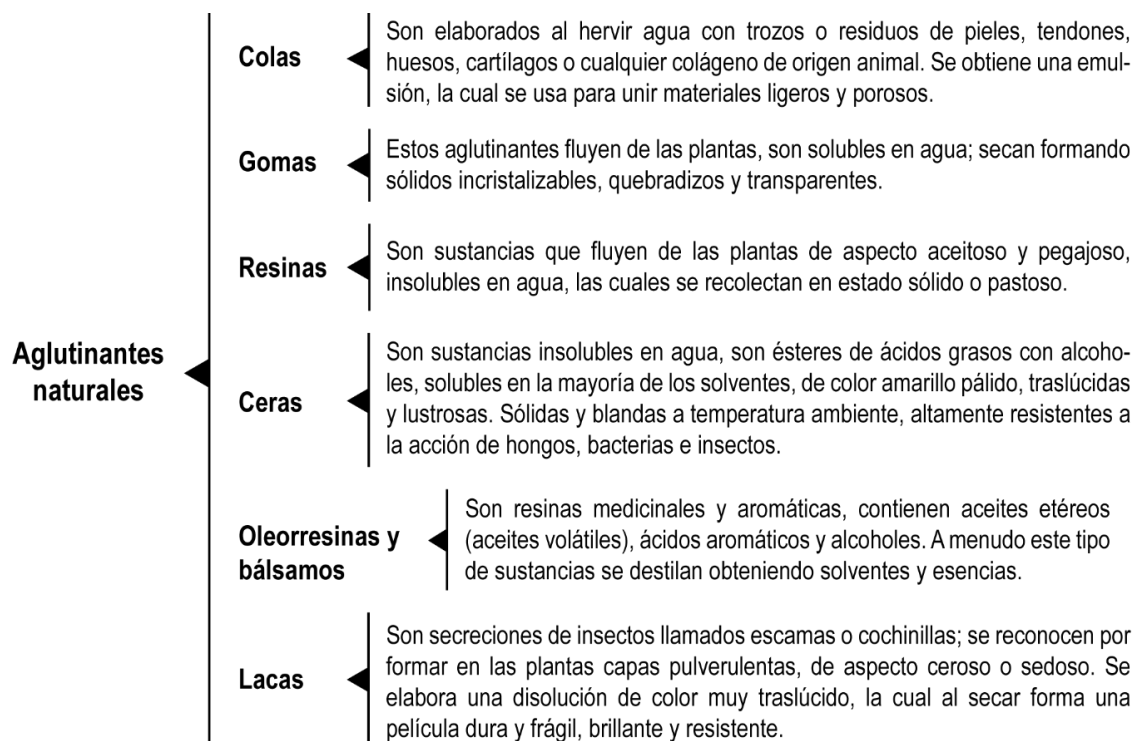 Aglutinantes
naturales
Colas
Son elaborados al hervir agua con trozos o residuos de pieles, tendones,
huesos, cartílagos o cualquier colágeno de origen animal. Se obtiene una emul-
sión, la cual se usa para unir materiales ligeros y porosos.
Gomas
Estos aglutinantes fluyen de las plantas, son solubles en agua; secan formando
sólidos incristalizables, quebradizos y transparentes.
Resinas
Son sustancias que fluyen de las plantas de aspecto aceitoso y pegajoso,
insolubles en agua, las cuales se recolectan en estado sólido o pastoso.
Ceras
Son sustancias insolubles en agua, son ésteres de ácidos grasos con alcoho-
les, solubles en la mayoría de los solventes, de color amarillo pálido, traslúcidas
y lustrosas. Sólidas y blandas a temperatura ambiente, altamente resistentes a
la acción de hongos, bacterias e insectos.
Oleorresinas y
bálsamos
Son resinas medicinales y aromáticas, contienen aceites etéreos
(aceites volátiles), ácidos aromáticos y alcoholes. A menudo este tipo
de sustancias se destilan obteniendo solventes y esencias.
Lacas
Son secreciones de insectos llamados escamas o cochinillas; se reconocen por
formar en las plantas capas pulverulentas, de aspecto ceroso o sedoso. Se
elabora una disolución de color muy traslúcido, la cual al secar forma una
película dura y frágil, brillante y resistente.